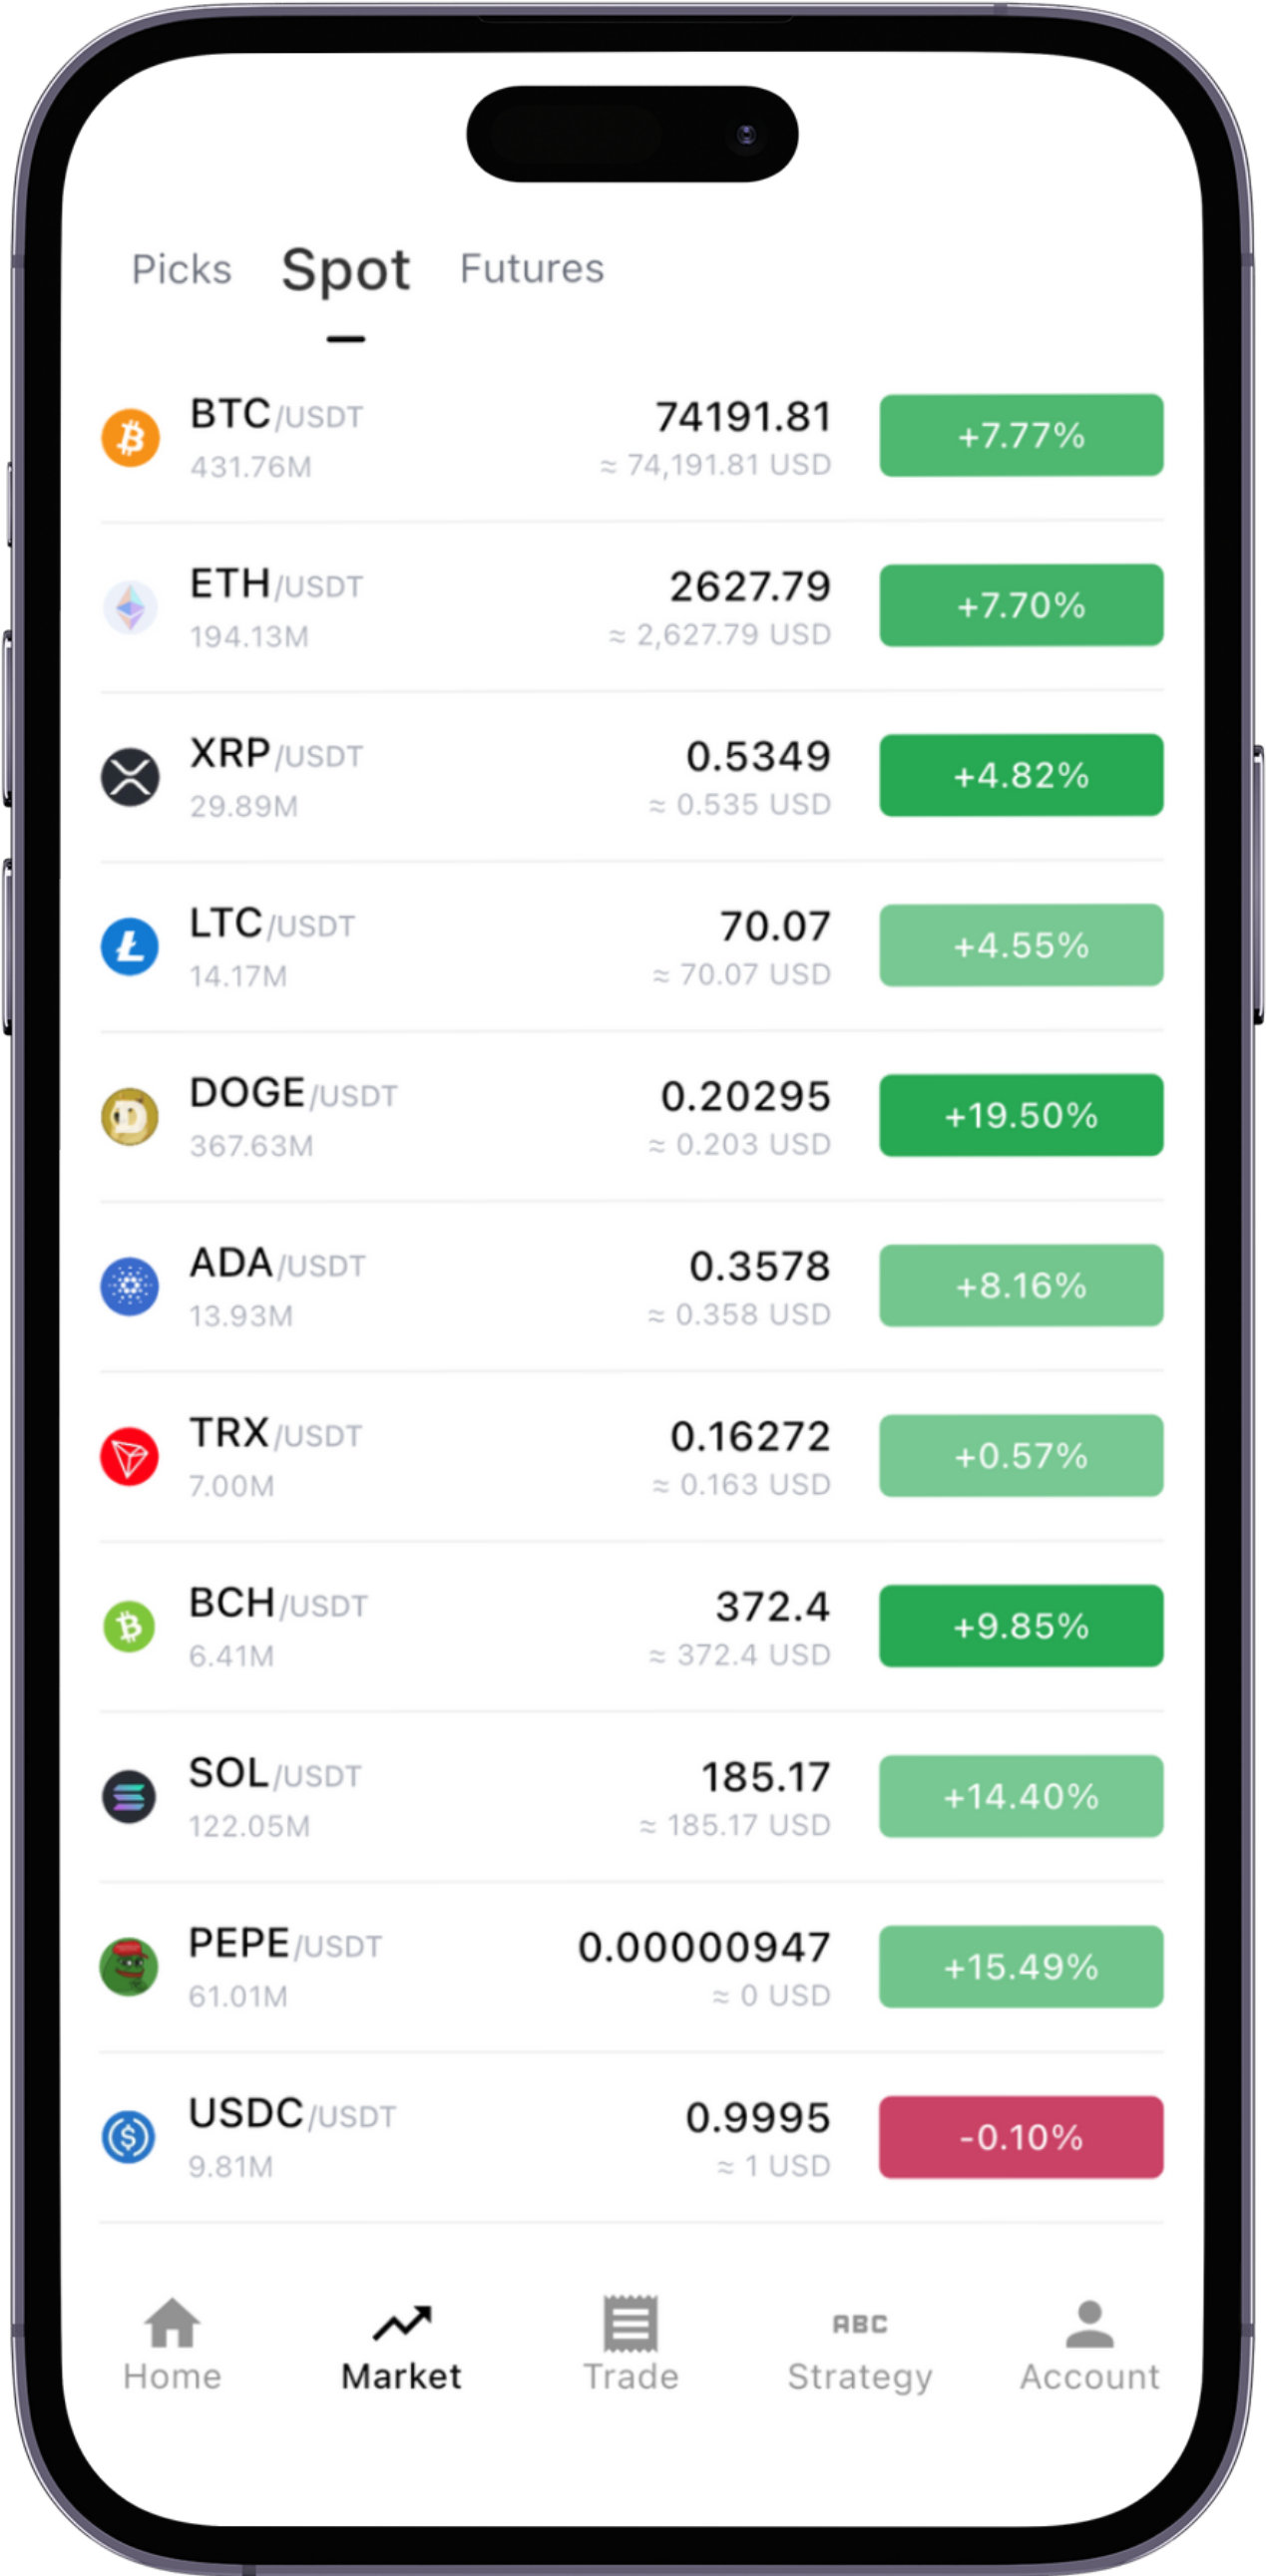 Picks Spot Futures
BTC/USDT 74191.81 +7.77%
431.76M ≈ 74,191.81 USD
ETH/USDT 2627.79 +7.70%
194.13M ≈ 2,627.79 USD
XRP/USDT 0.5349 +4.82%
29.89M ≈ 0.535 USD
LTC/USDT 70.07 +4.55%
14.17M ≈ 70.07 USD
DOGE/USDT 0.20295 +19.50%
367.63M ≈ 0.203 USD
ADA/USDT 0.3578 +8.16%
13.93M ≈ 0.358 USD
TRX/USDT 0.16272 +0.57%
7.00M ≈ 0.163 USD
BCH/USDT 372.4 +9.85%
6.41M ≈ 372.4 USD
SOL/USDT 185.17 +14.40%
122.05M ≈ 185.17 USD
PEPE/USDT 0.00000947 +15.49%
61.01M ≈ 0 USD
USDC/USDT 0.9995 -0.10%
9.81M ≈ 1 USD
ABC
Home Market Trade Strategy Account